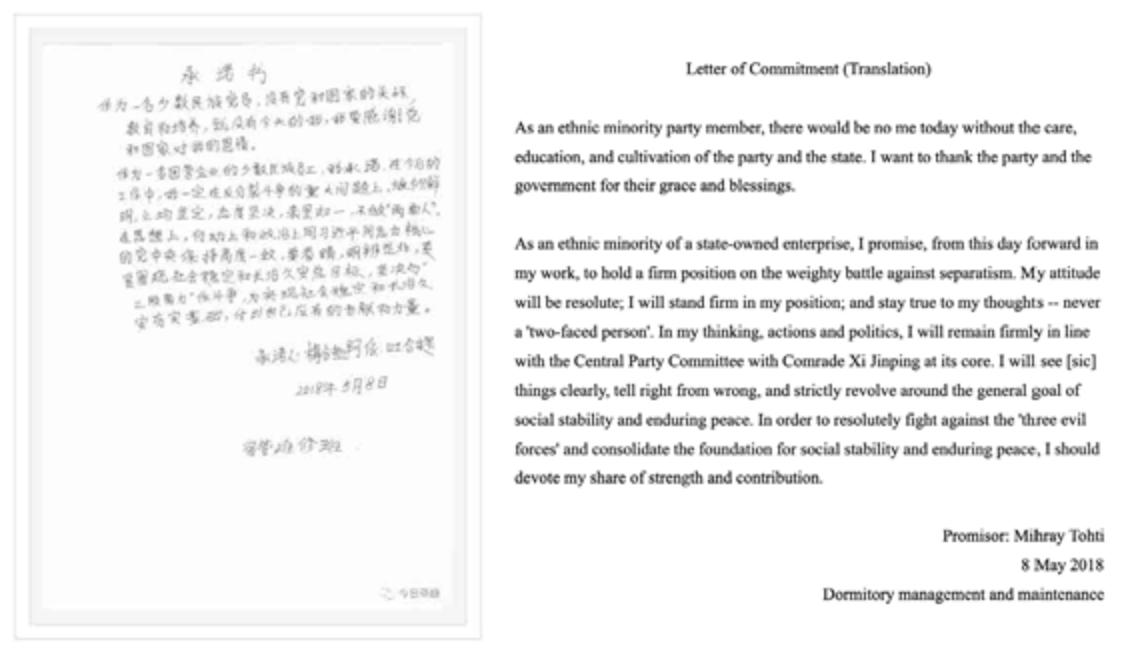 承诺书
作为一名少数民族党员，没有党和国家的关怀，
教育和培养，就没有今天的我，非常感谢党
和国家对我的恩情。
作为一名国营企业的少数民族员工，我承诺，在今后的
工作中，我一定在反分裂斗争的重大问题上，旗帜鲜
明，立场坚定，态度坚决，表里如一，不做"两面人"。
在思想上，行动上和政治上同习近平同志为核心
的党中央保持高度一致，要看清，明辨是非，紧
紧围绕社会稳定和长治久安总目标，坚决与"
三股势力"作斗争，为实现社会稳定和长治久
安夯实基础，出自己应有的贡献和力量。
承诺人：
2018年5月8日
宿管维修班
今日
Letter of Commitment (Translation)
As an ethnic minority party member, there would be no me today without the care,
education, and cultivation of the party and the state. I want to thank the party and the
government for their grace and blessings.
As an ethnic minority of a state-owned enterprise, I promise, from this day forward in
my work, to hold a firm position on the weighty battle against separatism. My attitude
will be resolute; I will stand firm in my position; and stay true to my thoughts -- never
a 'two-faced person'. In my thinking, actions and politics, I will remain firmly in line
with the Central Party Committee with Comrade Xi Jinping at its core. I will see [sic]
things clearly, tell right from wrong, and strictly revolve around the general goal of
social stability and enduring peace. In order to resolutely fight against the 'three evil
forces' and consolidate the foundation for social stability and enduring peace, I should
devote my share of strength and contribution.
Promisor: Mihray Tohti
8 May 2018
Dormitory management and maintenance